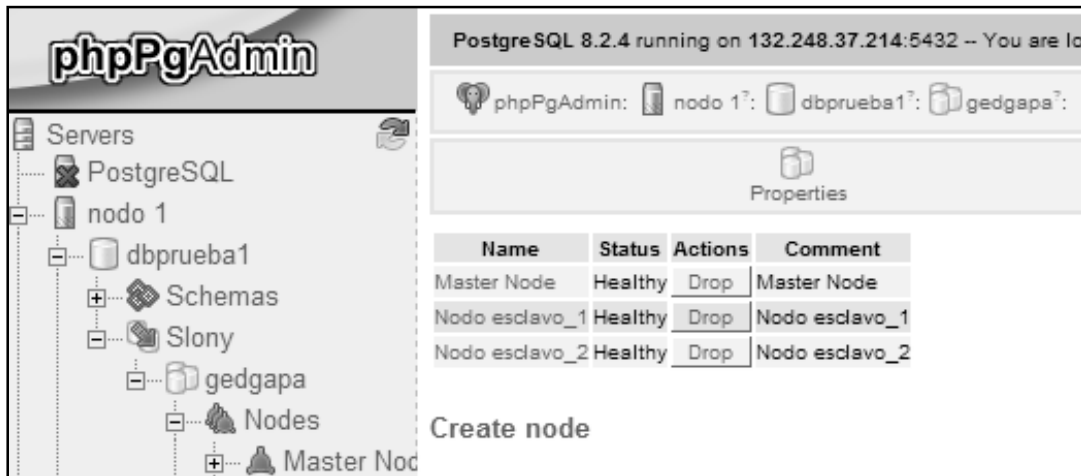 phpPgAdmin
Servers
PostgreSQL
nodo 1
dbprueba1
Schemas
Slony
gedgapa
Nodes
Master Nod
PostgreSQL 8.2.4 running on 132.248.37.214:5432 -- You are lo
phpPgAdmin: nodo 1?: dbprueba1?: gedgapa?:
Properties
Name Status Actions Comment
Master Node Healthy Drop Master Node
Nodo esclavo_1 Healthy Drop Nodo esclavo_1
Nodo esclavo_2 Healthy Drop Nodo esclavo_2
Create node